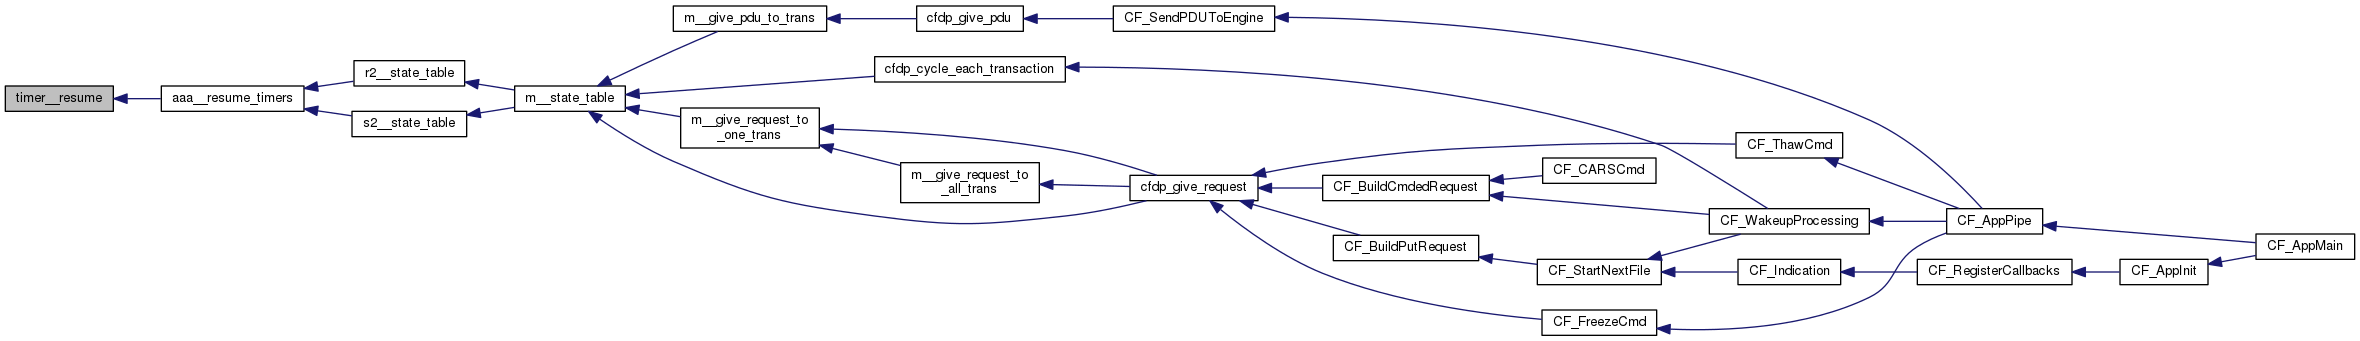 timer__resume
aaa__resume_timers
r2__state_table
s2__state_table
m__state_table
m__give_pdu_to_trans
cfdp_give_pdu
CF_SendPDUToEngine
cfdp_cycle_each_transaction
m__give_request_to
_one_trans
m__give_request_to
_all_trans
cfdp_give_request
CF_ThawCmd
CF_BuildCmdedRequest
CF_CARSCmd
CF_WakeupProcessing
CF_BuildPutRequest
CF_StartNextFile
CF_Indication
CF_RegisterCallbacks
CF_AppInit
CF_FreezeCmd
CF_AppPipe
CF_AppMain